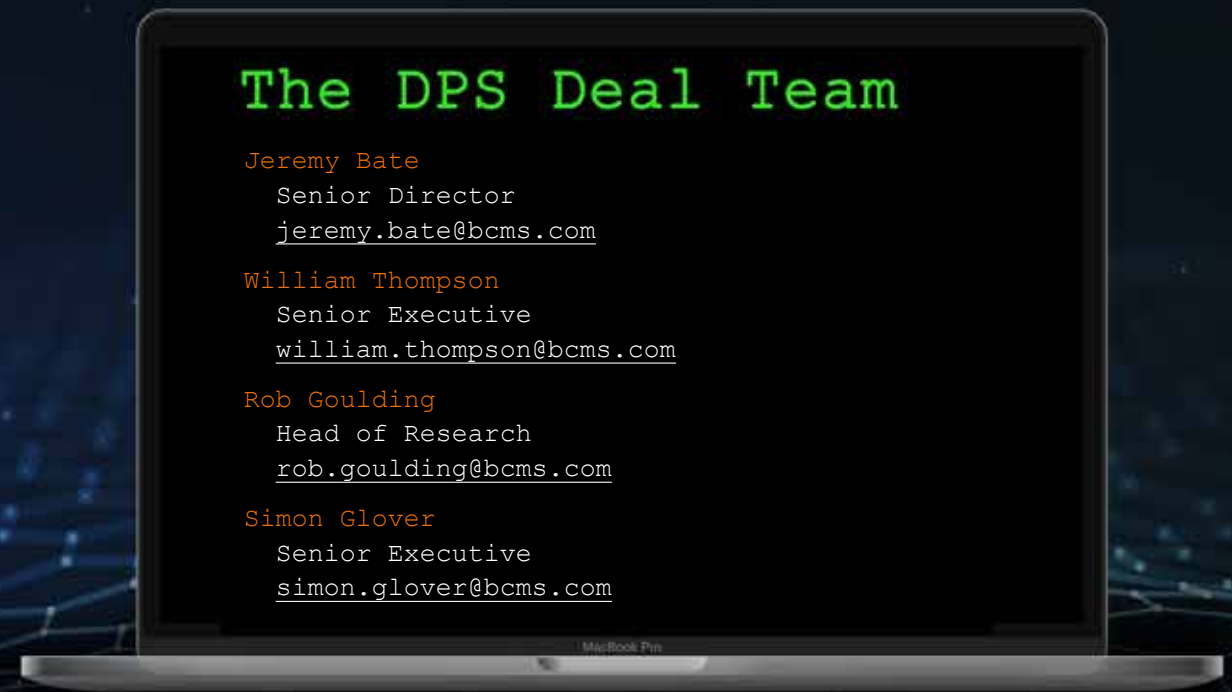 The DPS Deal Team
Jeremy Bate
Senior Director
jeremy.bate@bcms.com
William Thompson
Senior Executive
william.thompson@bcms.com
Rob Goulding
Head of Research
rob.goulding@bcms.com
Simon Glover
Senior Executive
simon.glover@bcms.com
MacBook Pro